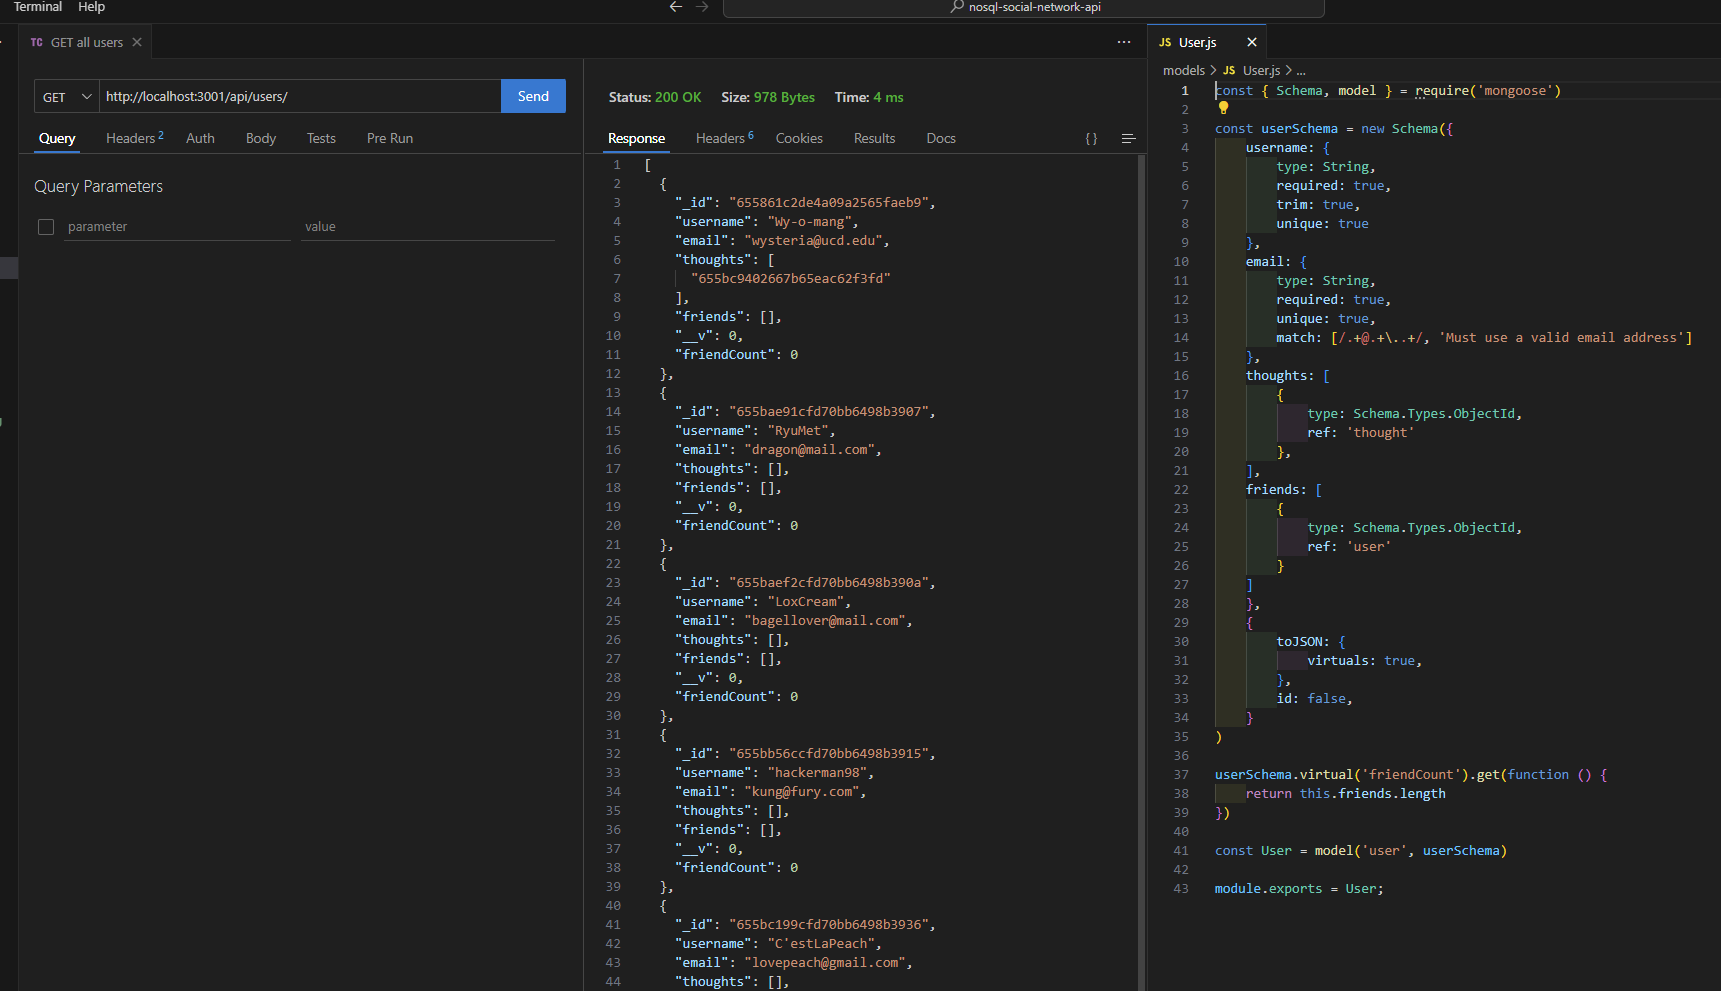 Terminal Help
nosql-social-network-api
TC GET all users
GET http://localhost:3001/api/users/ Send
Query Headers 2 Auth Body Tests Pre Run
Query Parameters
parameter value
Status: 200 OK Size: 978 Bytes Time: 4 ms
Response Headers 6 Cookies Results Docs {}
1 [
2 {
3 "_id": "655861c2de4a09a2565faeb9",
4 "username": "Wy-o-mang",
5 "email": "wysteria@ucd.edu",
6 "thoughts": [
7 "655bc9402667b65eac62f3fd"
8 ],
9 "friends": [],
10 "__v": 0,
11 "friendCount": 0
12 },
13 {
14 "_id": "655bae91cfd70bb6498b3907",
15 "username": "RyuMet",
16 "email": "dragon@mail.com",
17 "thoughts": [],
18 "friends": [],
19 "__v": 0,
20 "friendCount": 0
21 },
22 {
23 "_id": "655baef2cfd70bb6498b390a",
24 "username": "LoxCream",
25 "email": "bagellover@mail.com",
26 "thoughts": [],
27 "friends": [],
28 "__v": 0,
29 "friendCount": 0
30 },
31 {
32 "_id": "655bb56ccfd70bb6498b3915",
33 "username": "hackerman98",
34 "email": "kung@fury.com",
35 "thoughts": [],
36 "friends": [],
37 "__v": 0,
38 "friendCount": 0
39 },
40 {
41 "_id": "655bc199cfd70bb6498b3936",
42 "username": "C'estLaPeach",
43 "email": "lovepeach@gmail.com",
44 "thoughts": [],
JS User.js
models > JS User.js > ...
1 const { Schema, model } = require('mongoose')
2
3 const userSchema = new Schema({
4 username: {
5 type: String,
6 required: true,
7 trim: true,
8 unique: true
9 },
10 email: {
11 type: String,
12 required: true,
13 unique: true,
14 match: [/.+@.+\..+/, 'Must use a valid email address']
15 },
16 thoughts: [
17 {
18 type: Schema.Types.ObjectId,
19 ref: 'thought'
20 },
21 ],
22 friends: [
23 {
24 type: Schema.Types.ObjectId,
25 ref: 'user'
26 }
27 ]
28 },
29 {
30 toJSON: {
31 virtuals: true,
32 },
33 id: false,
34 }
35 )
36
37 userSchema.virtual('friendCount').get(function () {
38 return this.friends.length
39 })
40
41 const User = model('user', userSchema)
42
43 module.exports = User;